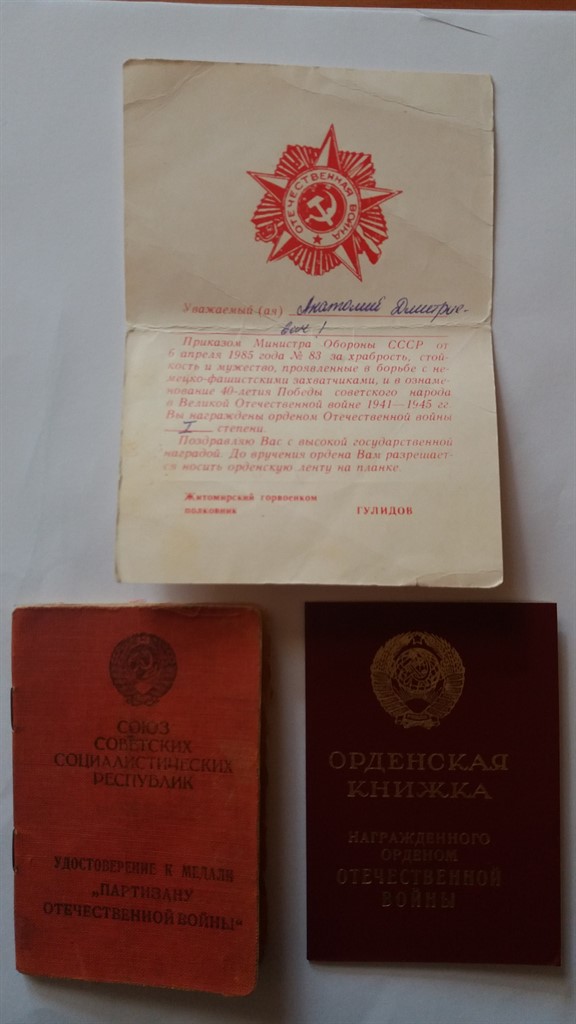 ОТЕЧЕСТВЕННАЯ ВОЙНА
Уважаемый (ая) Анатолий Дмитрие-
вич!
Приказом Министра Обороны СССР от
6 апреля 1985 года № 83 за храбрость, стой-
кость и мужество, проявленные в борьбе с не-
мецко-фашистскими захватчиками, и в ознаме-
нование 40-летия Победы советского народа
в Великой Отечественной войне 1941—1945 гг.
Вы награждены орденом Отечественной войны
I степени.
Поздравляю Вас с высокой государственной
наградой. До вручения ордена Вам разрешает-
ся носить орденскую ленту на планке.
Житомирский горвоенком
полковник ГУЛИДОВ
СОЮЗ
СОВЕТСКИХ
СОЦИАЛИСТИЧЕСКИХ
РЕСПУБЛИК
УДОСТОВЕРЕНИЕ К МЕДАЛИ
„ПАРТИЗАНУ
ОТЕЧЕСТВЕННОЙ ВОЙНЫ“
ОРДЕНСКАЯ
КНИЖКА
НАГРАЖДЕННОГО
ОРДЕНОМ
ОТЕЧЕСТВЕННОЙ
ВОЙНЫ